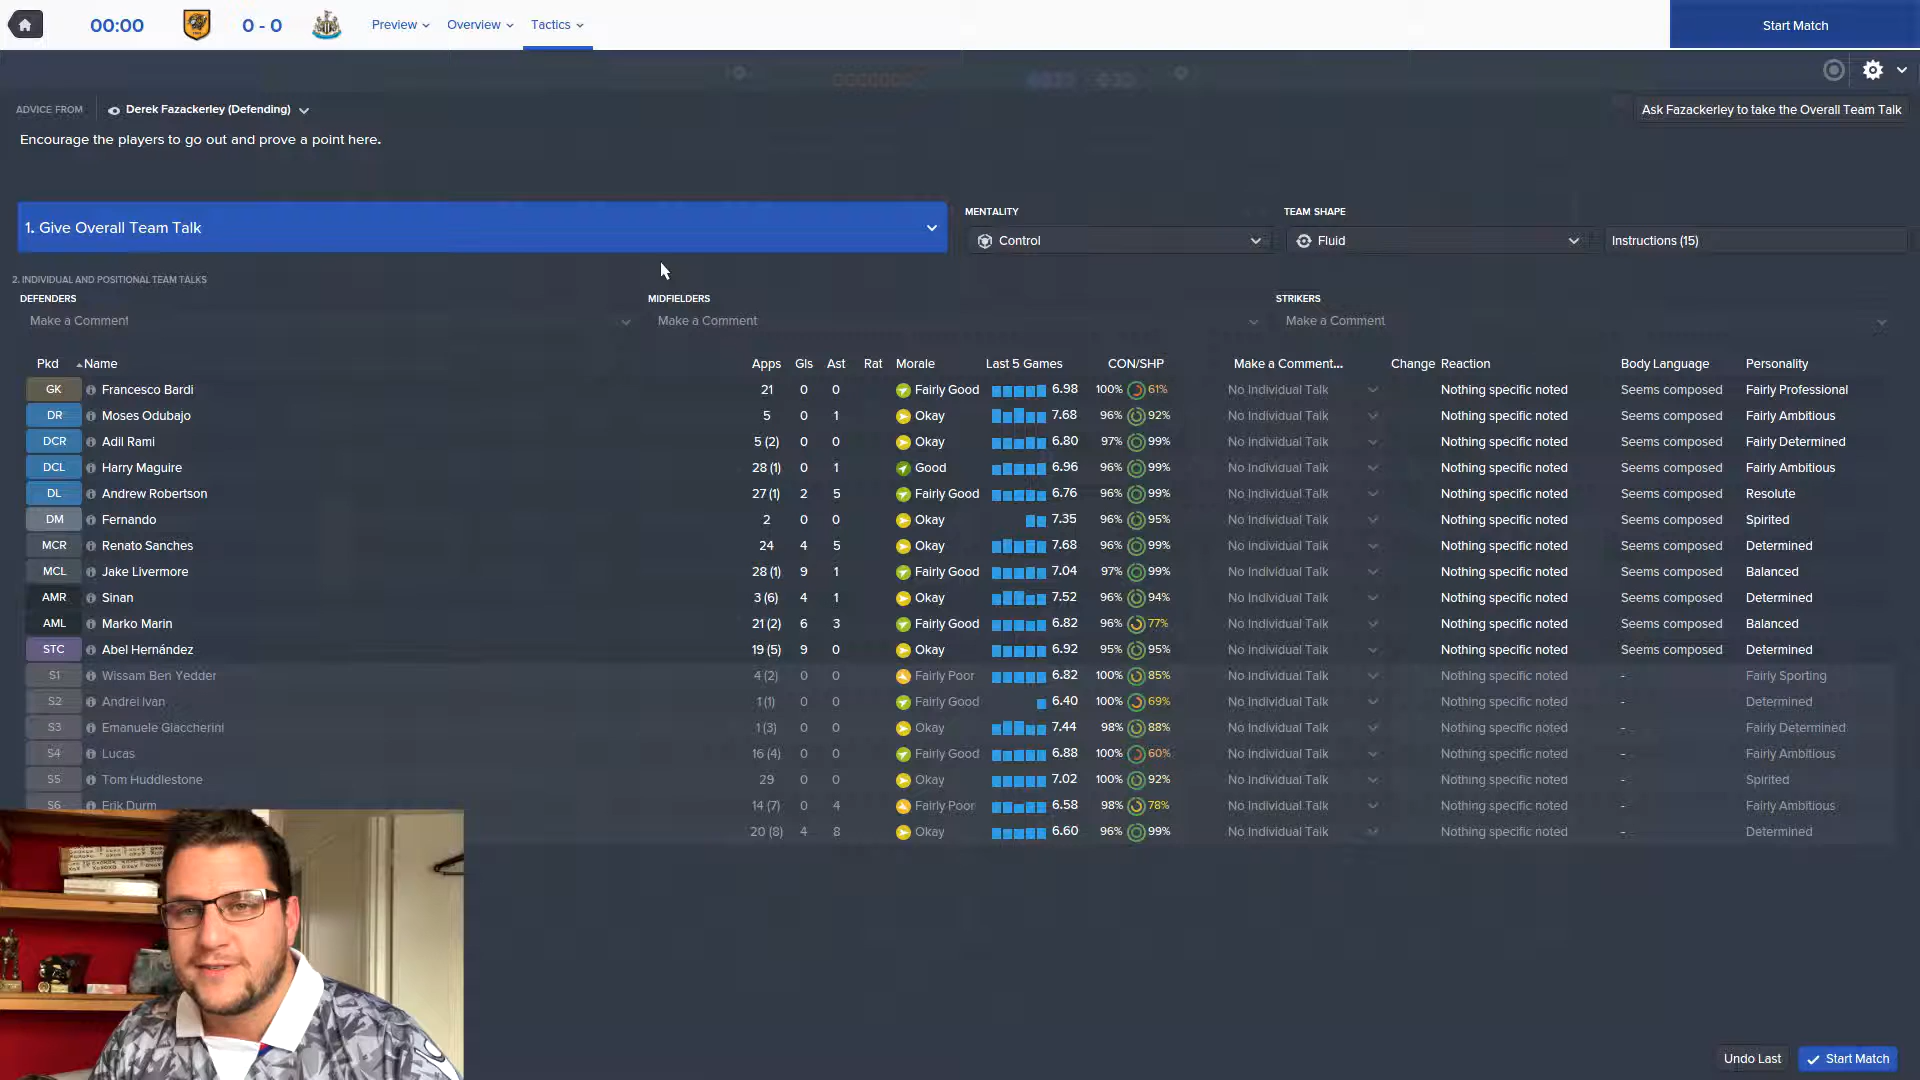 00:00 0 - 0 Preview Overview Tactics Start Match
ADVICE FROM Derek Fazackerley (Defending) Ask Fazackerley to take the Overall Team Talk
Encourage the players to go out and prove a point here.
MENTALITY TEAM SHAPE
1. Give Overall Team Talk Control Fluid Instructions (15)
2. INDIVIDUAL AND POSITIONAL TEAM TALKS
DEFENDERS MIDFIELDERS STRIKERS
Make a Comment Make a Comment Make a Comment
Pkd Name Apps Gls Ast Rat Morale Last 5 Games CON/SHP Make a Comment... Change Reaction Body Language Personality
GK Francesco Bardi 21 0 0 Fairly Good 6.98 100% 61% No Individual Talk Nothing specific noted Seems composed Fairly Professional
DR Moses Odubajo 5 0 1 Okay 7.68 96% 92% No Individual Talk Nothing specific noted Seems composed Fairly Ambitious
DCR Adil Rami 5 (2) 0 0 Okay 6.80 97% 99% No Individual Talk Nothing specific noted Seems composed Fairly Determined
DCL Harry Maguire 28 (1) 0 1 Good 6.96 96% 99% No Individual Talk Nothing specific noted Seems composed Fairly Ambitious
DL Andrew Robertson 27 (1) 2 5 Fairly Good 6.76 96% 99% No Individual Talk Nothing specific noted Seems composed Resolute
DM Fernando 2 0 0 Okay 7.35 96% 95% No Individual Talk Nothing specific noted Seems composed Spirited
MCR Renato Sanches 24 4 5 Okay 7.68 96% 99% No Individual Talk Nothing specific noted Seems composed Determined
MCL Jake Livermore 28 (1) 9 1 Fairly Good 7.04 97% 99% No Individual Talk Nothing specific noted Seems composed Balanced
AMR Sinan 3 (6) 4 1 Okay 7.52 96% 94% No Individual Talk Nothing specific noted Seems composed Determined
AML Marko Marin 21 (2) 6 3 Fairly Good 6.82 96% 77% No Individual Talk Nothing specific noted Seems composed Balanced
STC Abel Hernández 19 (5) 9 0 Okay 6.92 95% 95% No Individual Talk Nothing specific noted Seems composed Determined
S1 Wissam Ben Yedder 4 (2) 0 0 Fairly Poor 6.82 100% 85% No Individual Talk Nothing specific noted - Fairly Sporting
S2 Andrei Ivan 1 (1) 0 0 Fairly Good 6.40 100% 69% No Individual Talk Nothing specific noted - Determined
S3 Emanuele Giaccherini 1 (3) 0 0 Okay 7.44 98% 88% No Individual Talk Nothing specific noted - Fairly Determined
S4 Lucas 16 (4) 0 0 Fairly Good 6.88 100% 60% No Individual Talk Nothing specific noted - Fairly Ambitious
S5 Tom Huddlestone 29 0 0 Okay 7.02 100% 92% No Individual Talk Nothing specific noted - Spirited
S6 Erik Durm 14 (7) 0 4 Fairly Poor 6.58 98% 78% No Individual Talk Nothing specific noted - Fairly Ambitious
20 (8) 4 8 Okay 6.60 96% 99% No Individual Talk Nothing specific noted - Determined
Undo Last Start Match